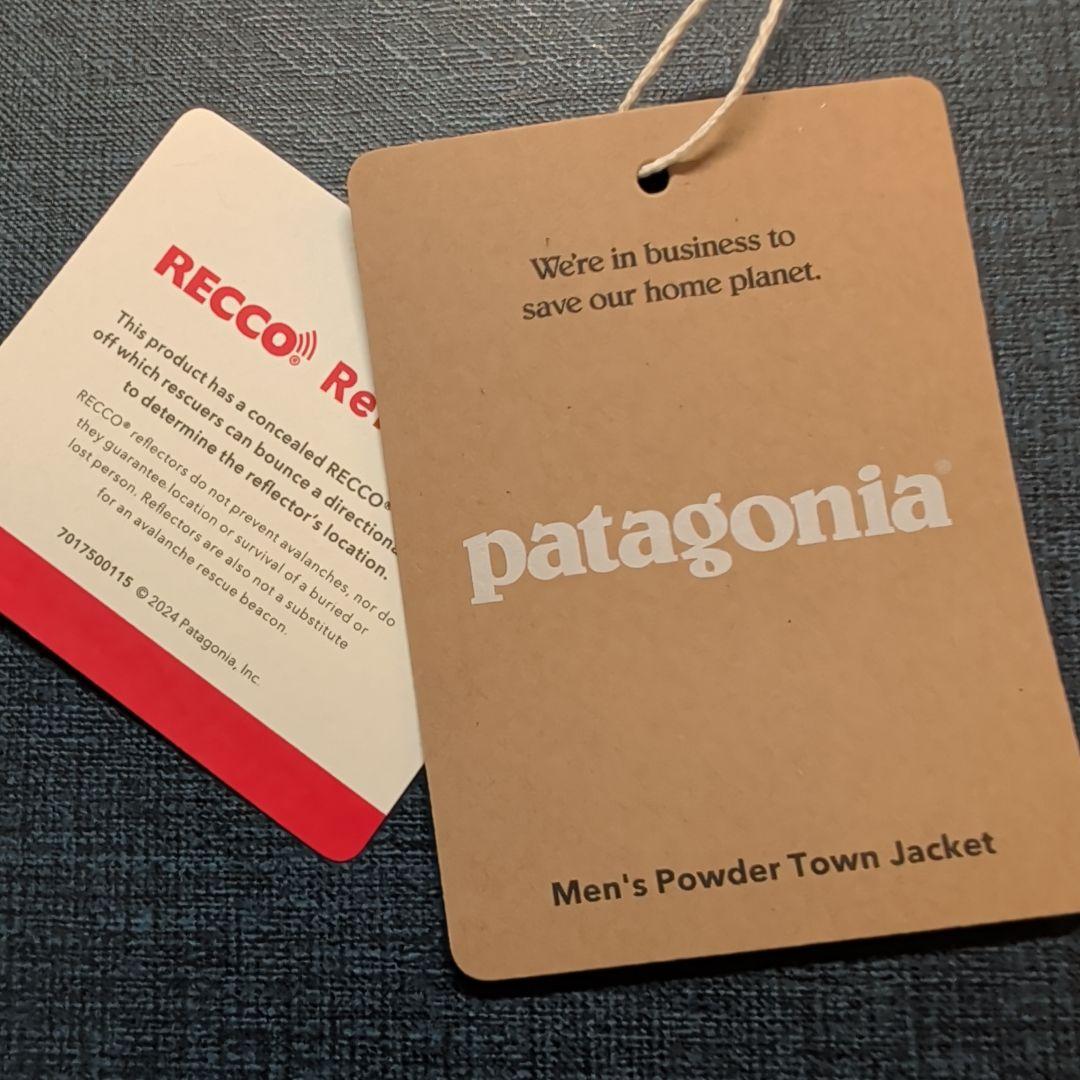 RECCO®
This product has a concealed RECCO®
off which rescuers can bounce a directiona
to determine the reflector's location.
RECCO® reflectors do not prevent avalanches, nor do
they guarantee location or survival of a buried or
lost person. Reflectors are also not a substitute
for an avalanche rescue beacon.
7017500115 © 2024 Patagonia, Inc.
We're in business to
save our home planet.
patagonia®
Men's Powder Town Jacket